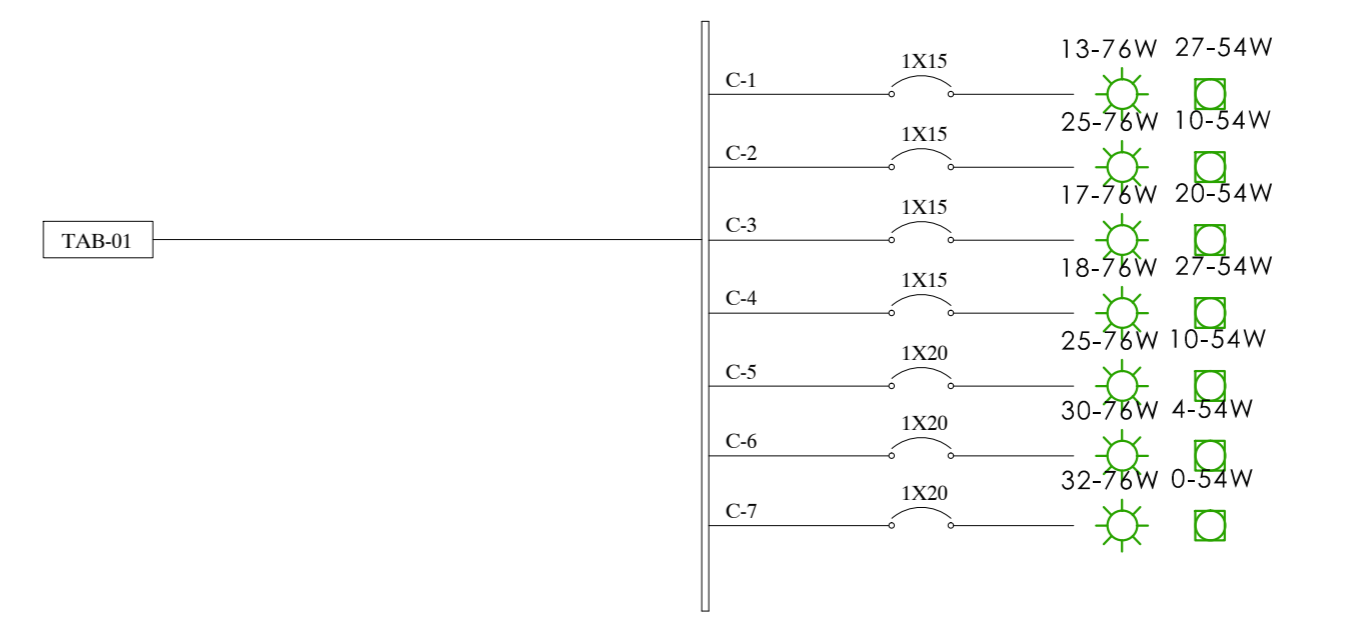 13-76W 27-54W
1X15
C-1
25-76W 10-54W
1X15
C-2
17-76W 20-54W
1X15
C-3
TAB-01
18-76W 27-54W
1X15
C-4
25-76W 10-54W
1X20
C-5
30-76W 4-54W
1X20
C-6
32-76W 0-54W
1X20
C-7